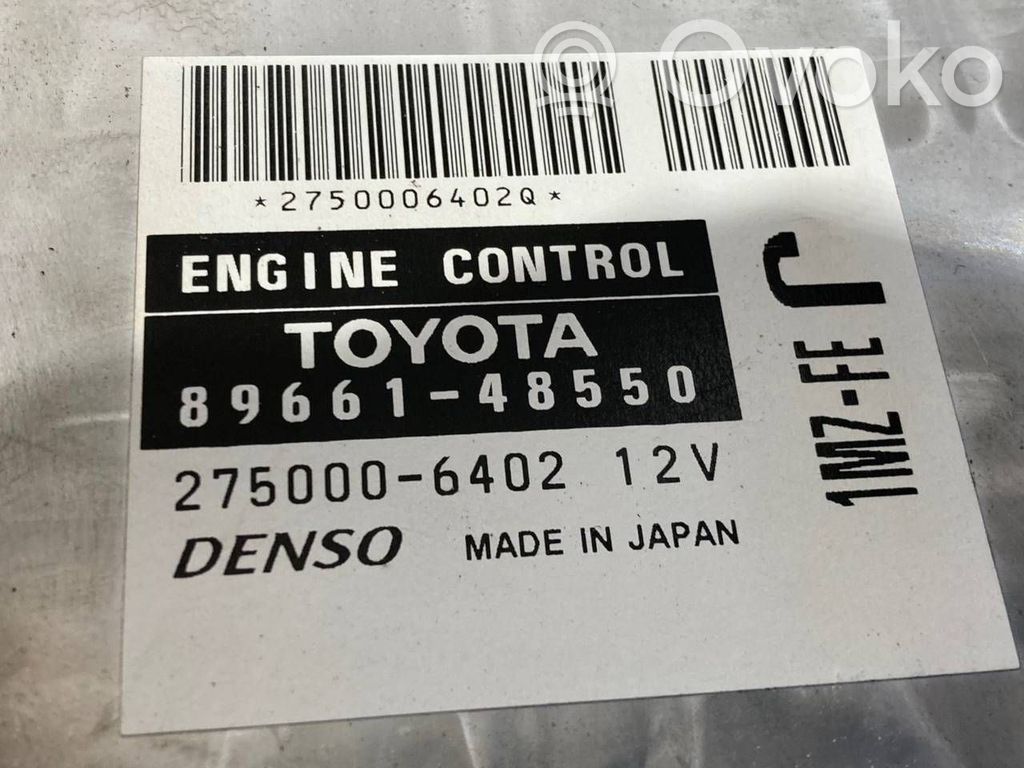 Ovoko
*2750006402Q*
ENGINE CONTROL
TOYOTA
89661-48550
275000-6402 12V
DENSO MADE IN JAPAN
1MZ-FE